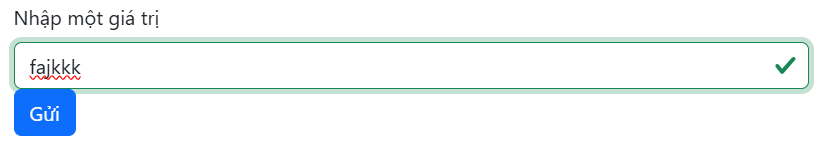 Nhập một giá trị
fajkkk
Gửi